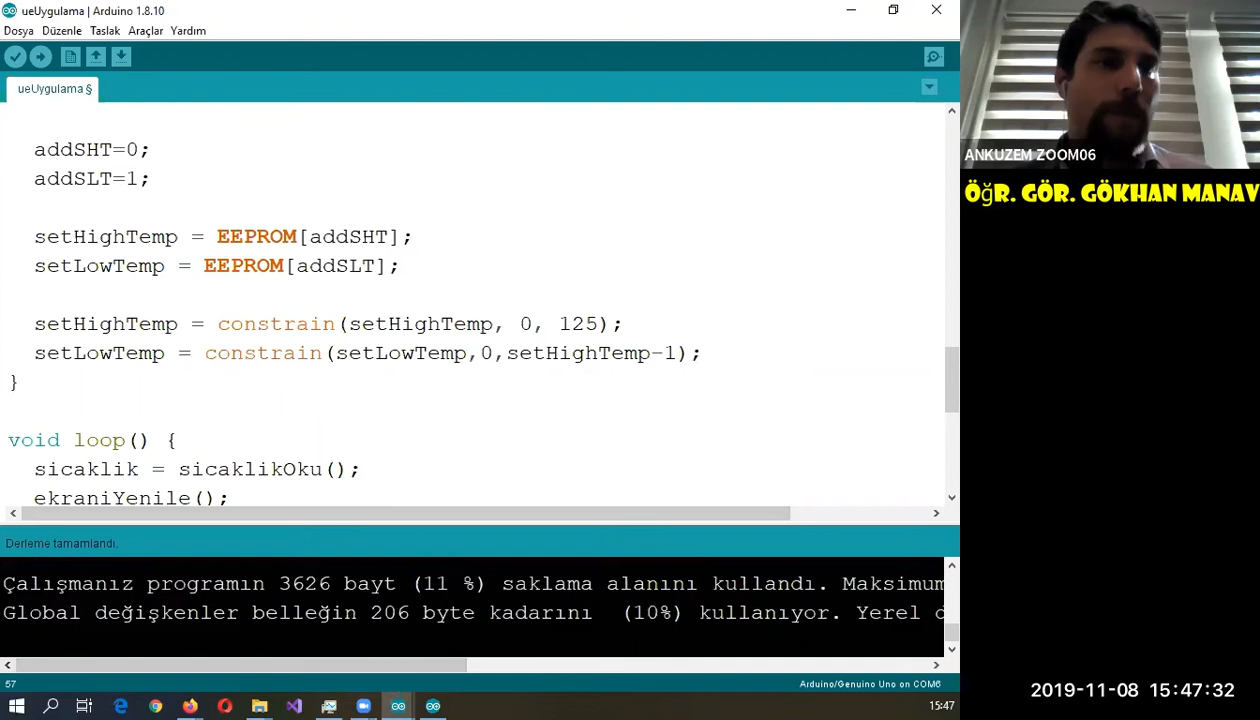 ueUygulama | Arduino 1.8.10
Dosya Düzenle Taslak Araçlar Yardım
ueUygulama §
addSHT=0;
addSLT=1;
setHighTemp = EEPROM[addSHT];
setLowTemp = EEPROM[addSLT];
setHighTemp = constrain(setHighTemp, 0, 125);
setLowTemp = constrain(setLowTemp,0,setHighTemp-1);
}
void loop() {
sicaklik = sicaklikOku();
ekraniYenile();
Derleme tamamlandı.
Çalışmanız programın 3626 bayt (11 %) saklama alanını kullandı. Maksimum
Global değişkenler belleğin 206 byte kadarını (10%) kullanıyor. Yerel d
57
Arduino/Genuino Uno on COM6
15:47
ANKUZEM ZOOM06
ÖğR. GÖR. GÖKHAN MANAV
2019-11-08 15:47:32